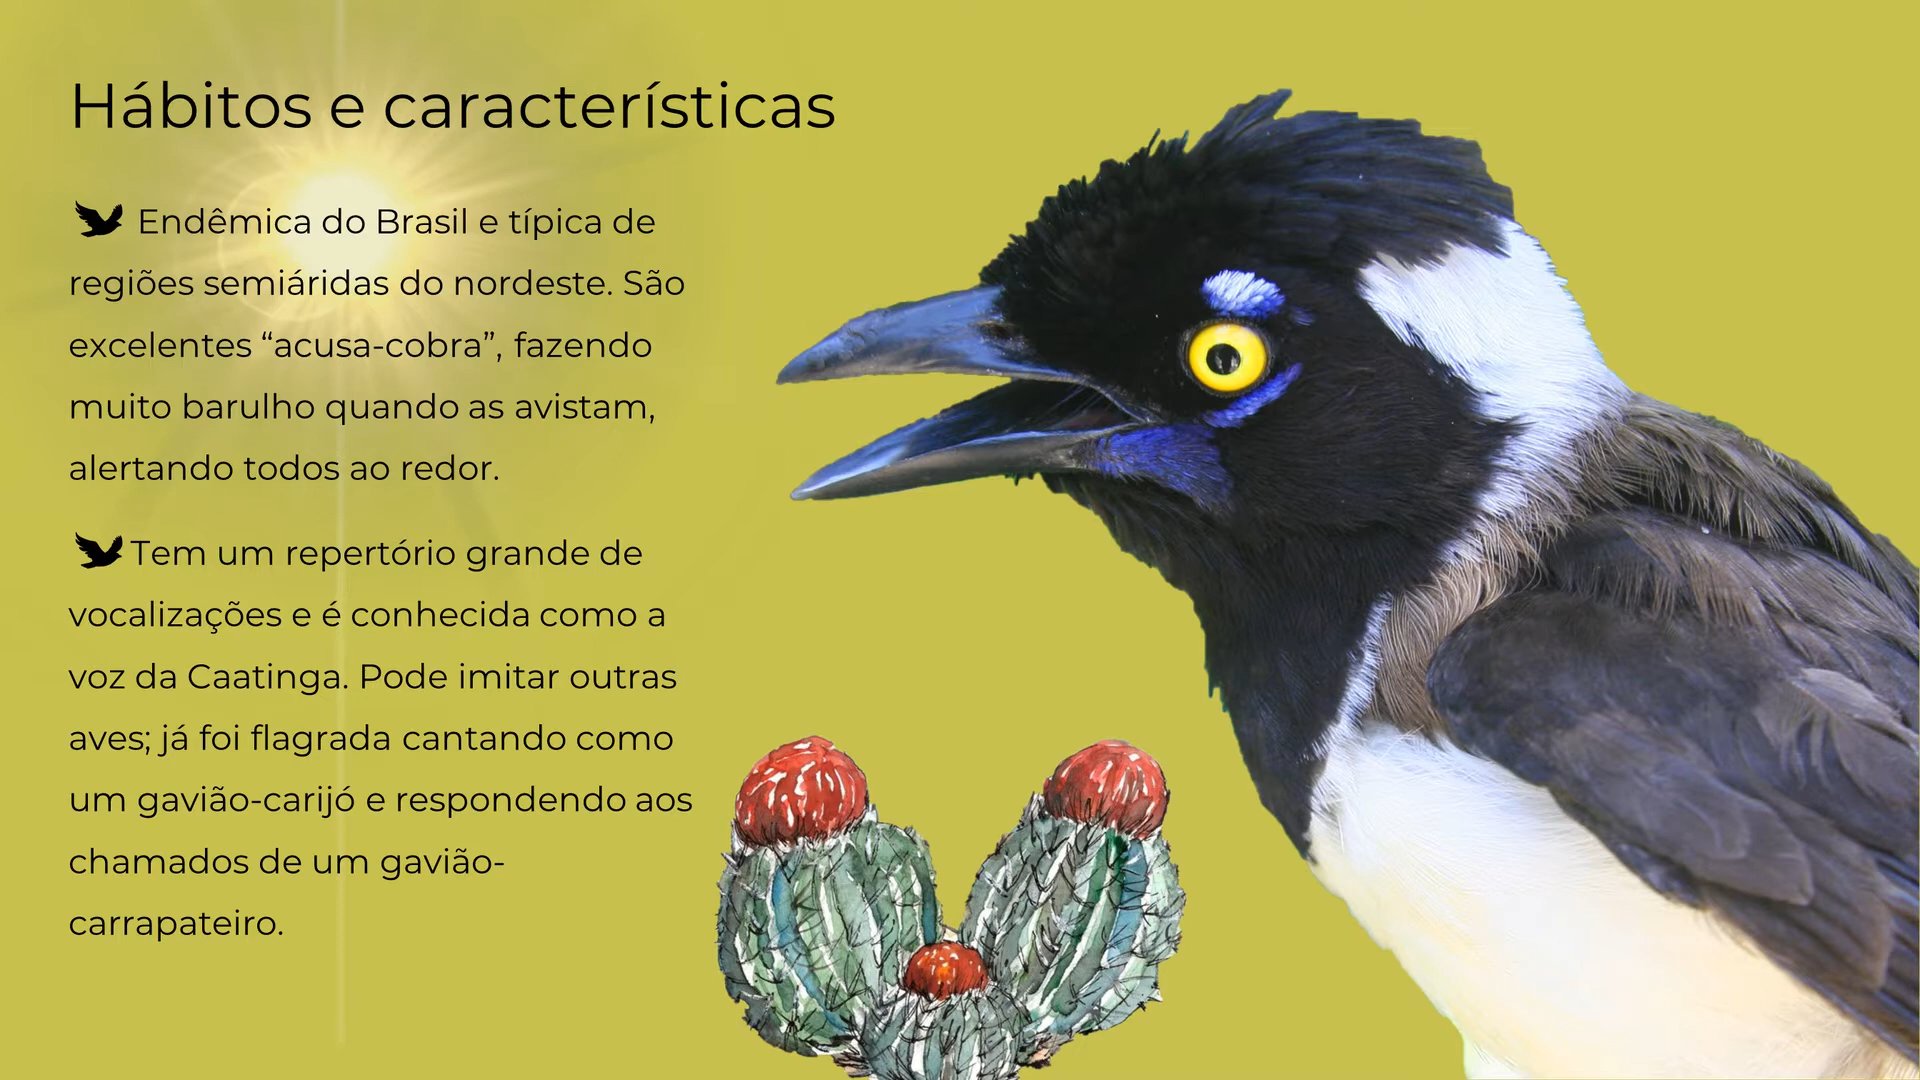 Hábitos e características
Endêmica do Brasil e típica de
regiões semiáridas do nordeste. São
excelentes “acusa-cobra”, fazendo
muito barulho quando as avistam,
alertando todos ao redor.
Tem um repertório grande de
vocalizações e é conhecida como a
voz da Caatinga. Pode imitar outras
aves; já foi flagrada cantando como
um gavião-carijó e respondendo aos
chamados de um gavião-
carrapateiro.